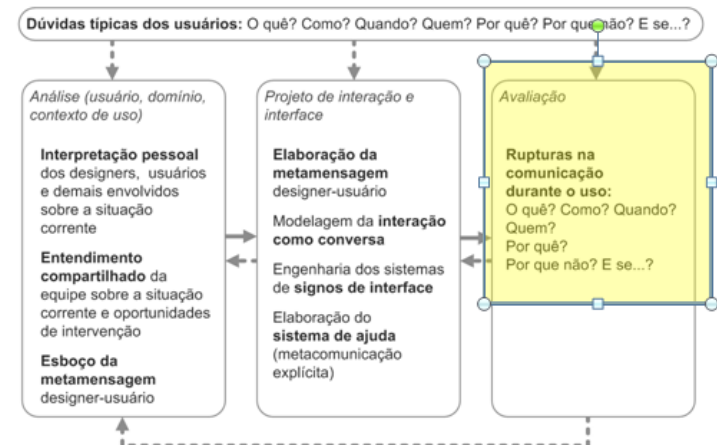 Dúvidas típicas dos usuários: O quê? Como? Quando? Quem? Por quê? Por que não? E se...?
Análise (usuário, domínio,
contexto de uso)
Interpretação pessoal
dos designers, usuários
e demais envolvidos
sobre a situação
corrente
Entendimento
compartilhado da
equipe sobre a situação
corrente e oportunidades
de intervenção
Esboço da
metamensagem
designer-usuário
Projeto de interação e
interface
Elaboração da
metamensagem
designer-usuário
Modelagem da interação
como conversa
Engenharia dos sistemas
de signos de interface
Elaboração do
sistema de ajuda
(metacomunicação
explícita)
Avaliação
Rupturas na
comunicação
durante o uso:
O quê? Como? Quando?
Quem?
Por quê?
Por que não? E se...?